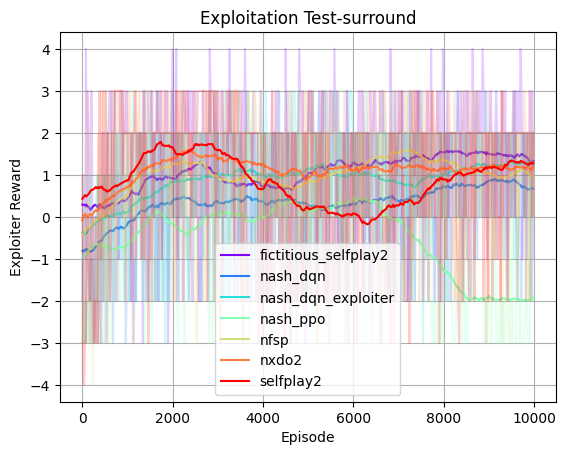 Exploitation Test-surround
Exploiter Reward
4
3
2
1
0
−1
−2
−3
−4
fictitious_selfplay2
nash_dqn
nash_dqn_exploiter
nash_ppo
nfsp
nxdo2
selfplay2
0
2000
4000
6000
8000
10000
Episode